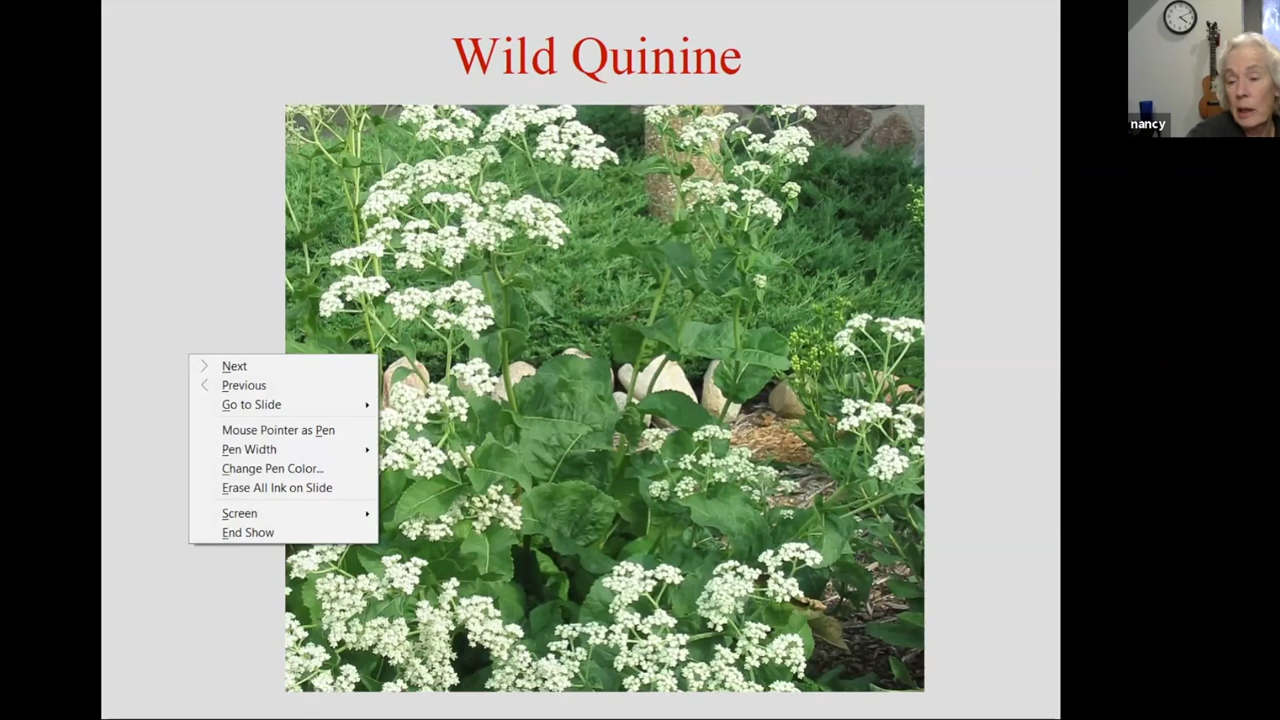 Wild Quinine
nancy
Next
Previous
Go to Slide
Mouse Pointer as Pen
Pen Width
Change Pen Color...
Erase All Ink on Slide
Screen
End Show